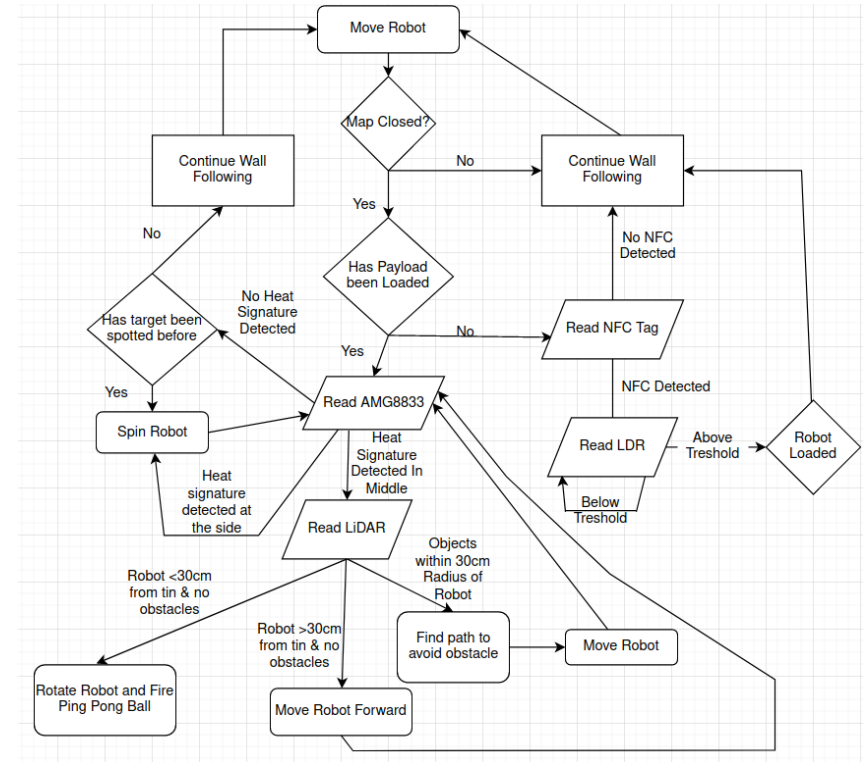 Move Robot
Map Closed?
Continue Wall
Following
No
Continue Wall
Following
Yes
No
No NFC
Detected
Has Payload
been Loaded
No Heat
Signature
Detected
Has target been
spotted before
No
Read NFC Tag
Yes
NFC Detected
Yes
Read AMG8833
Spin Robot
Heat
Signature
Detected In
Middle
Read LDR
Above
Treshold
Robot
Loaded
Heat
signature
detected at
the side
Below
Treshold
Read LiDAR
Objects
within 30cm
Radius of
Robot
Robot <30cm
from tin & no
obstacles
Robot >30cm
from tin & no
obstacles
Find path to
avoid obstacle
Move Robot
Rotate Robot and Fire
Ping Pong Ball
Move Robot Forward